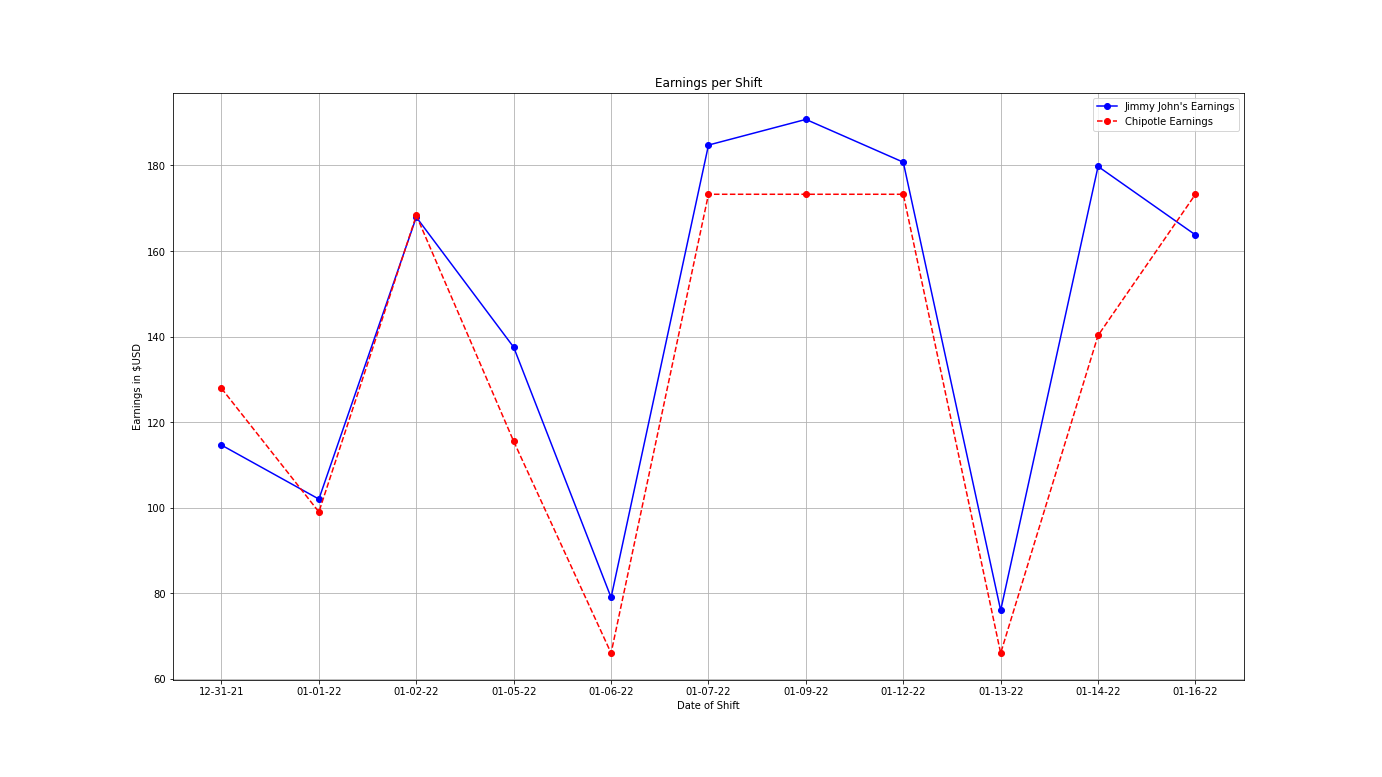 Earnings per Shift
Jimmy John's Earnings
Chipotle Earnings
Earnings in $USD
180
160
140
120
100
80
60
12-31-21 01-01-22 01-02-22 01-05-22 01-06-22 01-07-22 01-09-22 01-12-22 01-13-22 01-14-22 01-16-22
Date of Shift